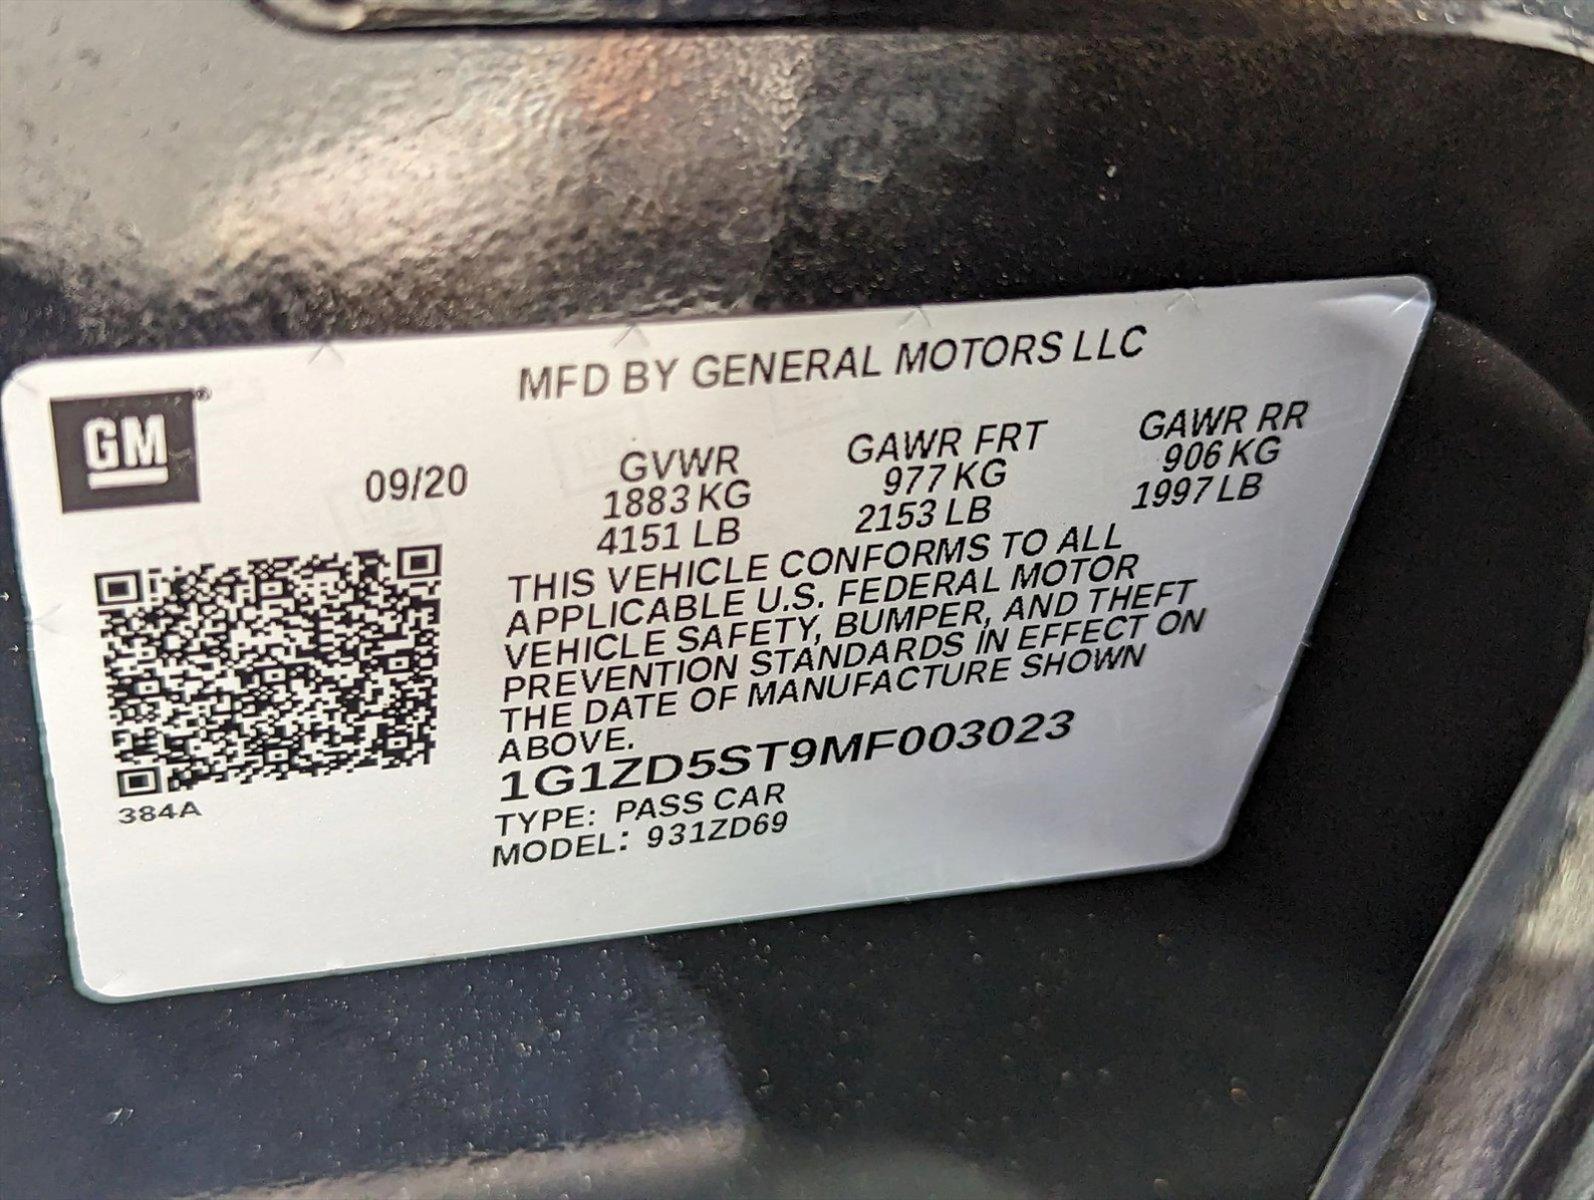 MFD BY GENERAL MOTORS LLC
GM®
09/20
GVWR
1883 KG
4151 LB
GAWR FRT
977 KG
2153 LB
GAWR RR
906 KG
1997 LB
THIS VEHICLE CONFORMS TO ALL
APPLICABLE U.S. FEDERAL MOTOR
VEHICLE SAFETY, BUMPER, AND THEFT
PREVENTION STANDARDS IN EFFECT ON
THE DATE OF MANUFACTURE SHOWN
ABOVE.
1G1ZD5ST9MF003023
TYPE: PASS CAR
MODEL: 931ZD69
384A